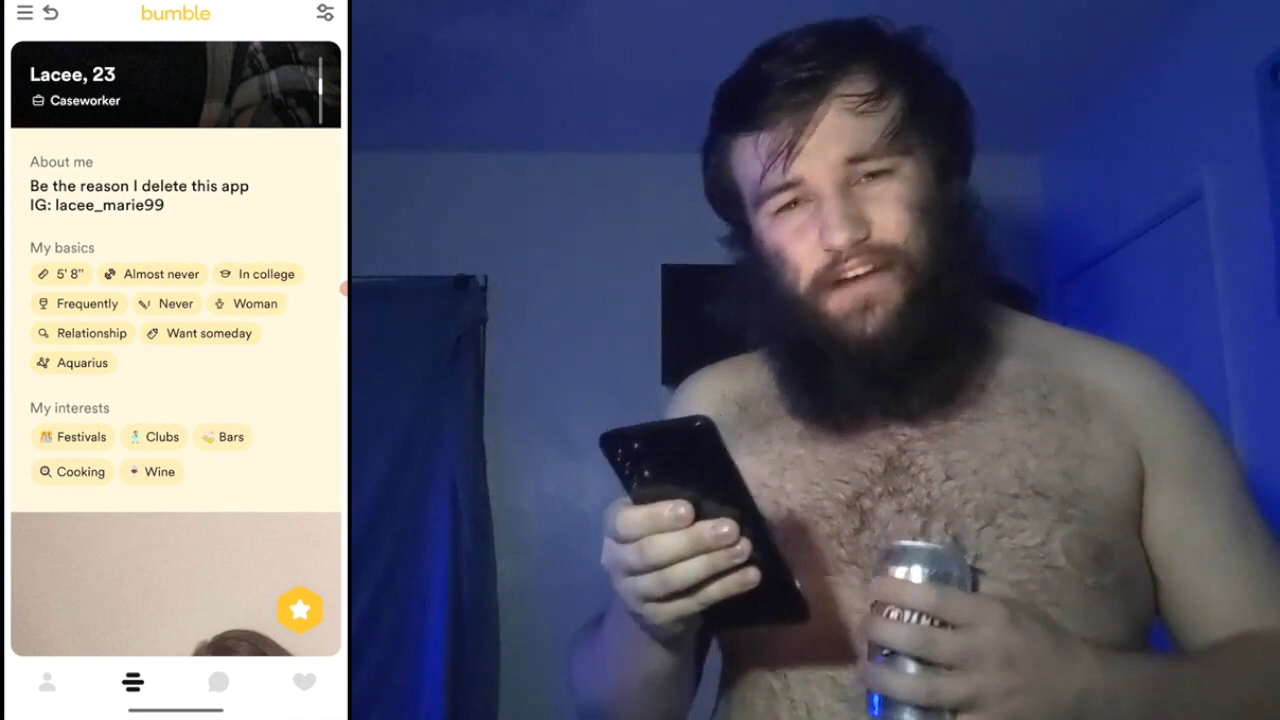 bumble
Lacee, 23
Caseworker
About me
Be the reason I delete this app
IG: lacee_marie99
My basics
5' 8" Almost never In college
Frequently Never Woman
Relationship Want someday
Aquarius
My interests
Festivals Clubs Bars
Cooking Wine